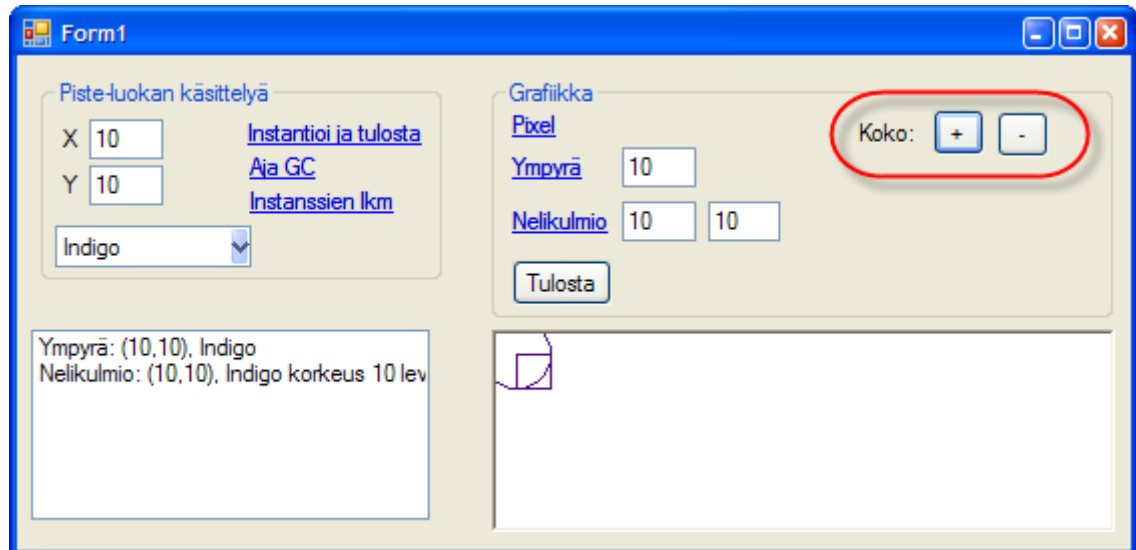 Form1
Piste-luokan käsittelyä
X 10
Y 10
Instantioi ja tulosta
Aja GC
Instanssien lkm
Indigo
Grafiikka
Pixel
Ympyrä 10
Nelikulmio 10 10
Tulosta
Koko: + -
Ympyrä: (10,10), Indigo
Nelikulmio: (10,10), Indigo korkeus 10 lev